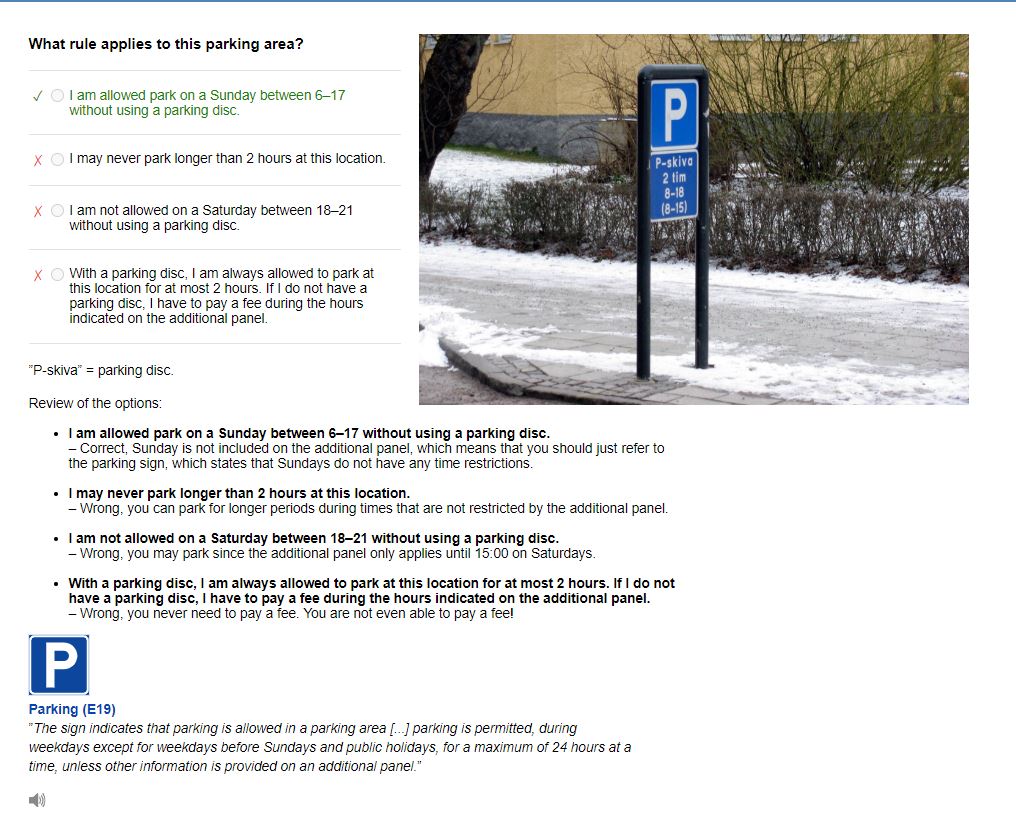 What rule applies to this parking area?
I am allowed park on a Sunday between 6–17
without using a parking disc.
I may never park longer than 2 hours at this location.
I am not allowed on a Saturday between 18–21
without using a parking disc.
With a parking disc, I am always allowed to park at
this location for at most 2 hours. If I do not have a
parking disc, I have to pay a fee during the hours
indicated on the additional panel.
P
P-skiva
2 tim
8-18
(8-15)
"P-skiva" = parking disc.
Review of the options:
• I am allowed park on a Sunday between 6–17 without using a parking disc.
– Correct, Sunday is not included on the additional panel, which means that you should just refer to
the parking sign, which states that Sundays do not have any time restrictions.
• I may never park longer than 2 hours at this location.
– Wrong, you can park for longer periods during times that are not restricted by the additional panel.
• I am not allowed on a Saturday between 18–21 without using a parking disc.
– Wrong, you may park since the additional panel only applies until 15:00 on Saturdays.
• With a parking disc, I am always allowed to park at this location for at most 2 hours. If I do not
have a parking disc, I have to pay a fee during the hours indicated on the additional panel.
– Wrong, you never need to pay a fee. You are not even able to pay a fee!
P
Parking (E19)
"The sign indicates that parking is allowed in a parking area [...] parking is permitted, during
weekdays except for weekdays before Sundays and public holidays, for a maximum of 24 hours at a
time, unless other information is provided on an additional panel."